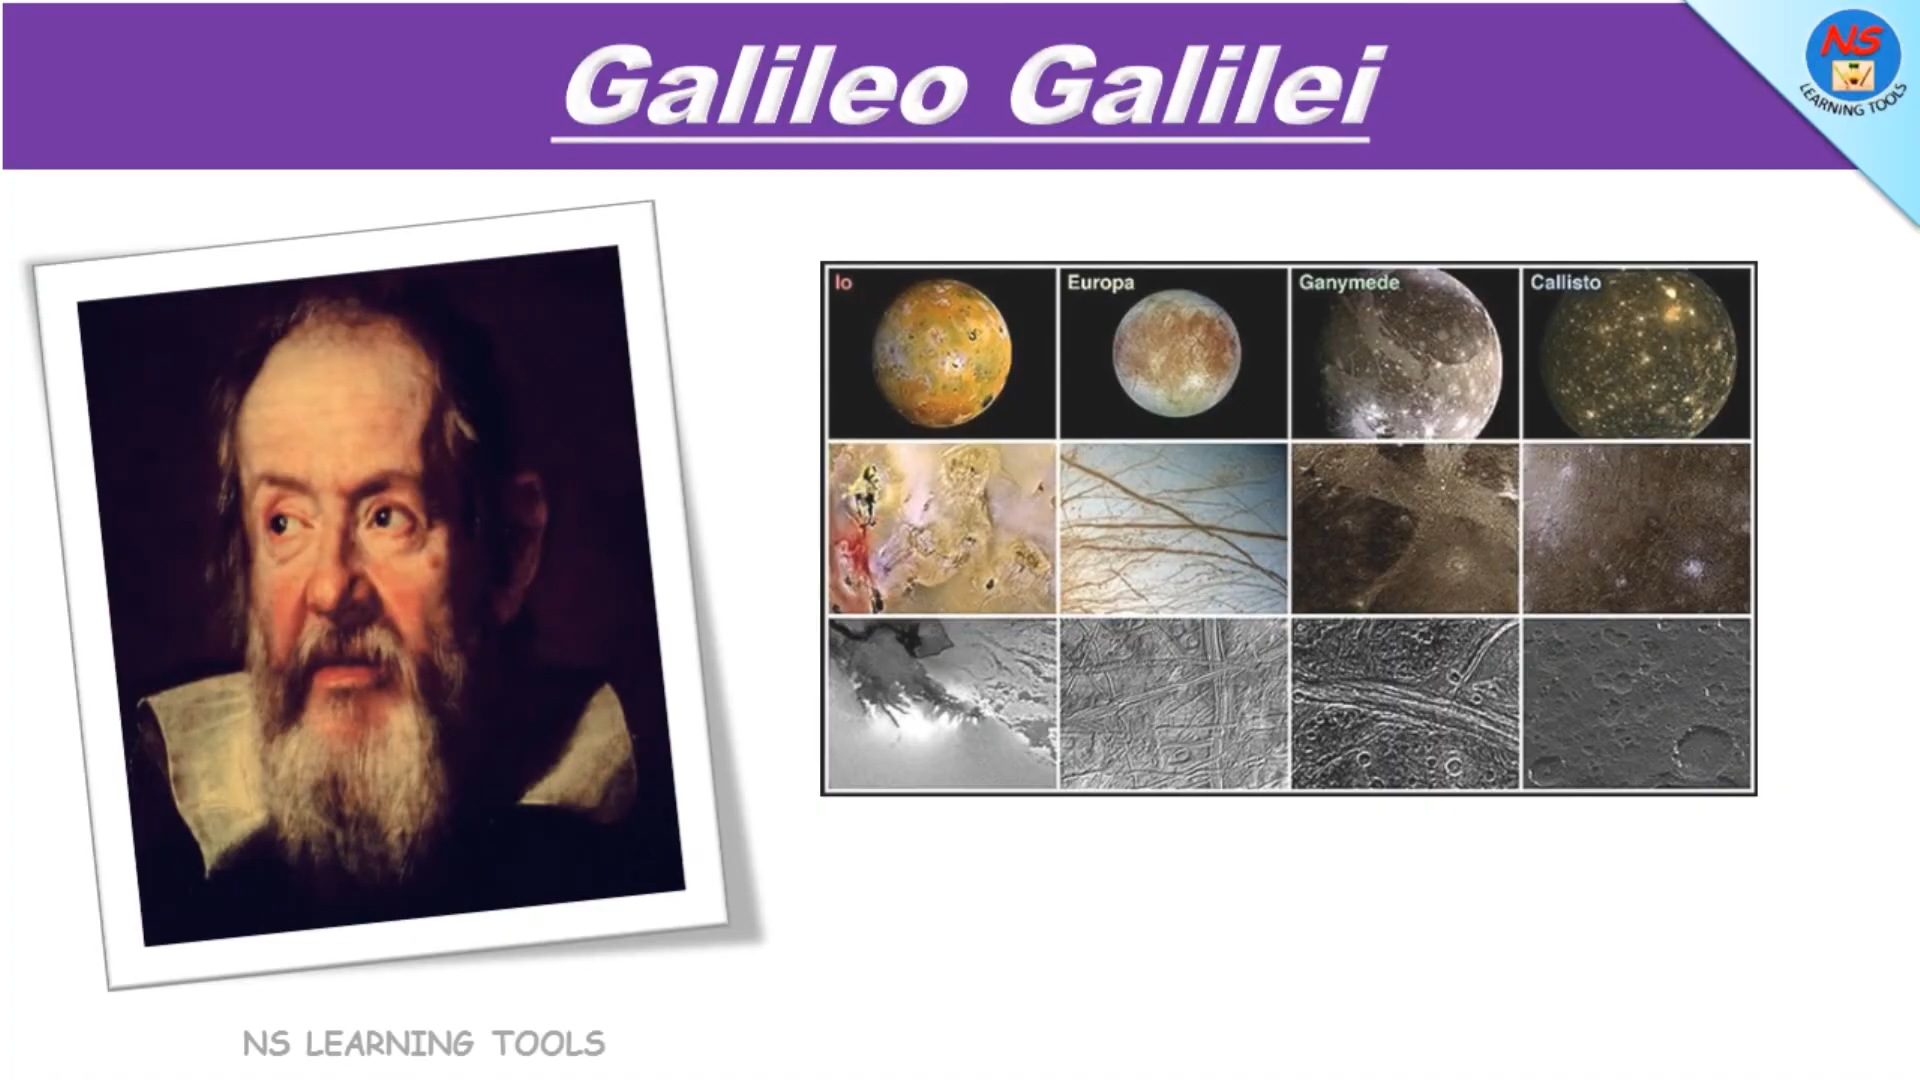 Galileo Galilei
NS
LEARNING TOOLS
Io
Europa
Ganymede
Callisto
NS LEARNING TOOLS